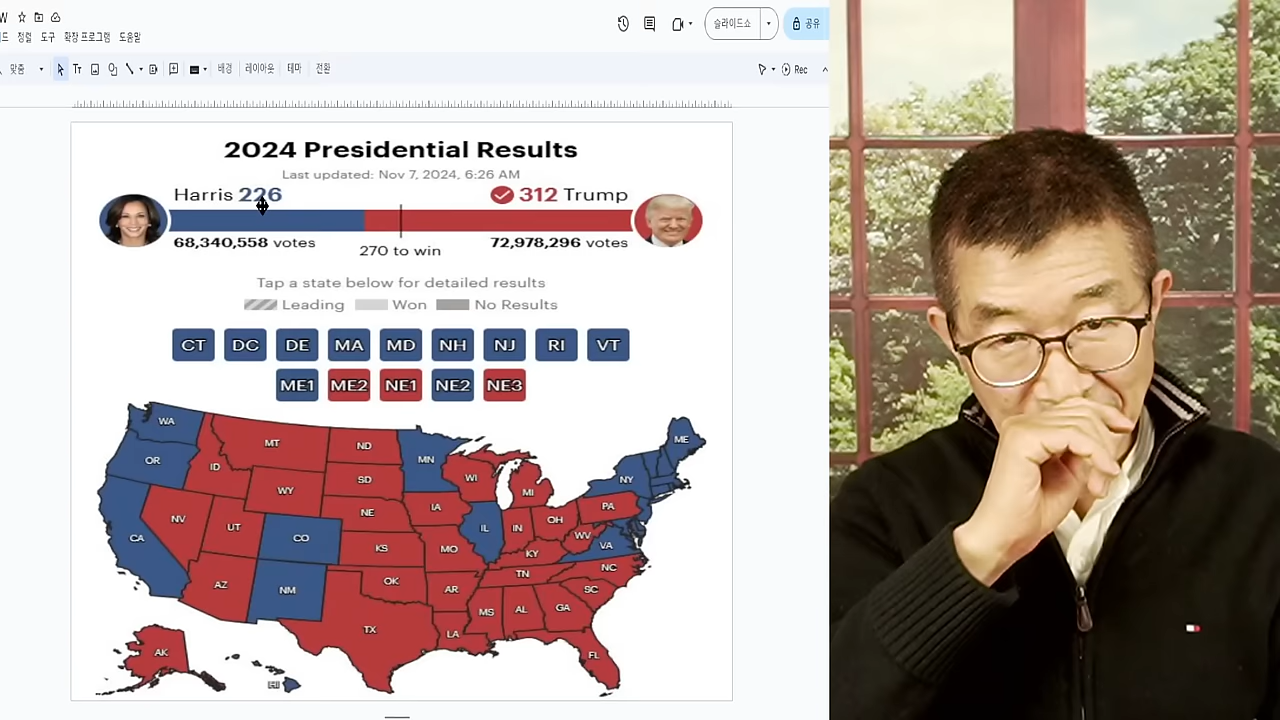 정렬 도구 확장 프로그램 도움말
슬라이드쇼
공유
맞춤
Tт
배경 레이아웃 테마 전환
Rec
2024 Presidential Results
Last updated: Nov 7, 2024, 6:26 AM
Harris 226
312 Trump
68,340,558 votes
72,978,296 votes
270 to win
Tap a state below for detailed results
Leading Won No Results
CT DC DE MA MD NH NJ RI VT
ME1 ME2 NE1 NE2 NE3
WA
ME
MT ND
OR MN
ID WI NY
SD
WY MI
IA PA
NE
NV OH
UT IL IN
CA CO WV VA
KS MO KY
NC
TN
AZ OK AR SC
NM
MS AL GA
TX LA
AK FL
HI